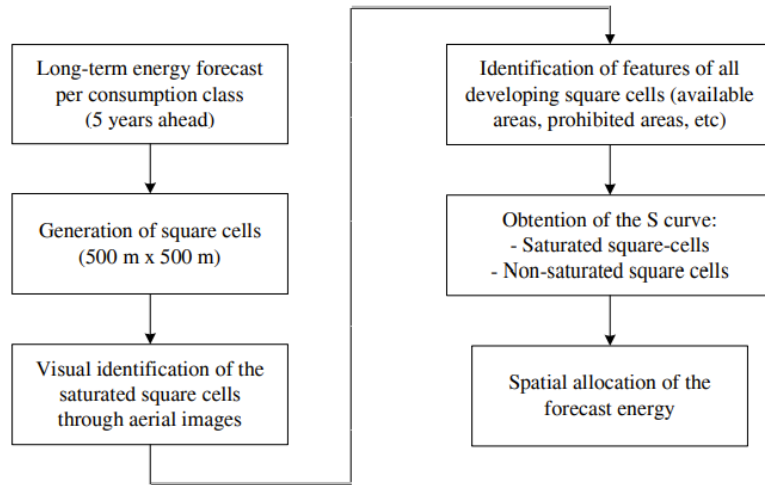 Long-term energy forecast
per consumption class
(5 years ahead)
Generation of square cells
(500 m x 500 m)
Visual identification of the
saturated square cells
through aerial images
Identification of features of all
developing square cells (available
areas, prohibited areas, etc)
Obtention of the S curve:
- Saturated square-cells
- Non-saturated square cells
Spatial allocation of the
forecast energy